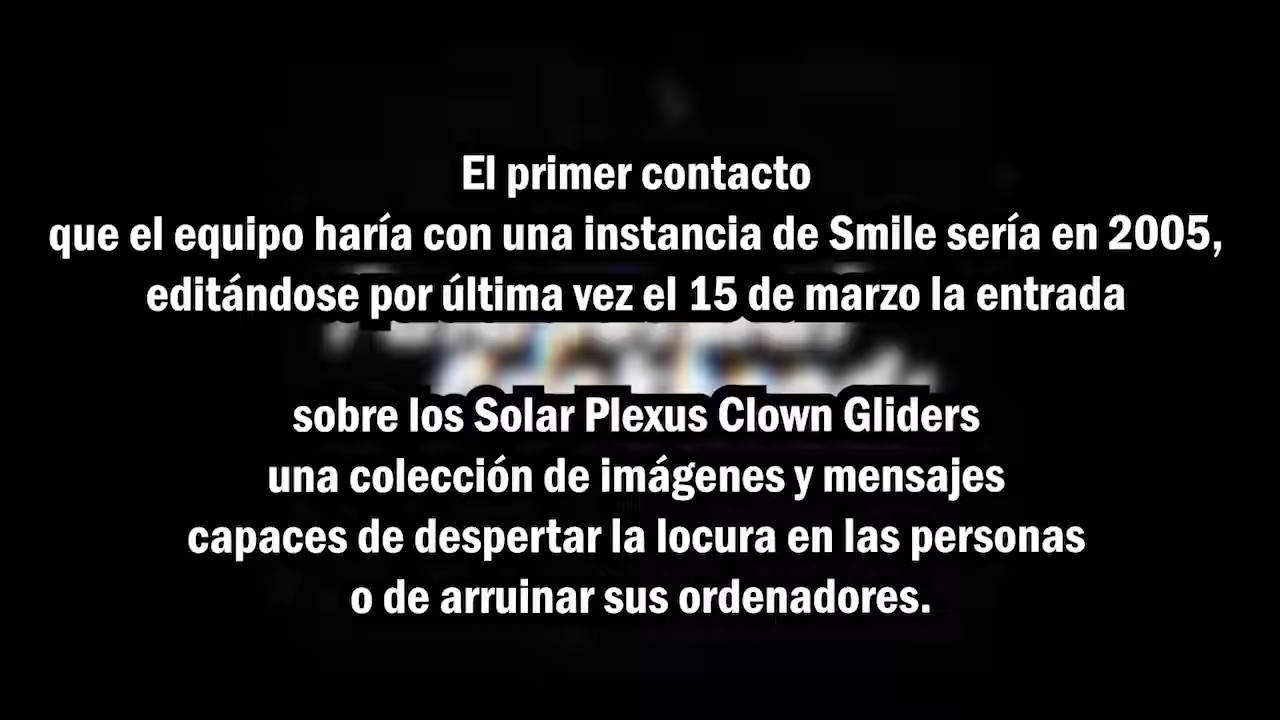 El primer contacto
que el equipo haría con una instancia de Smile sería en 2005,
editándose por última vez el 15 de marzo la entrada
sobre los Solar Plexus Clown Gliders
una colección de imágenes y mensajes
capaces de despertar la locura en las personas
o de arruinar sus ordenadores.